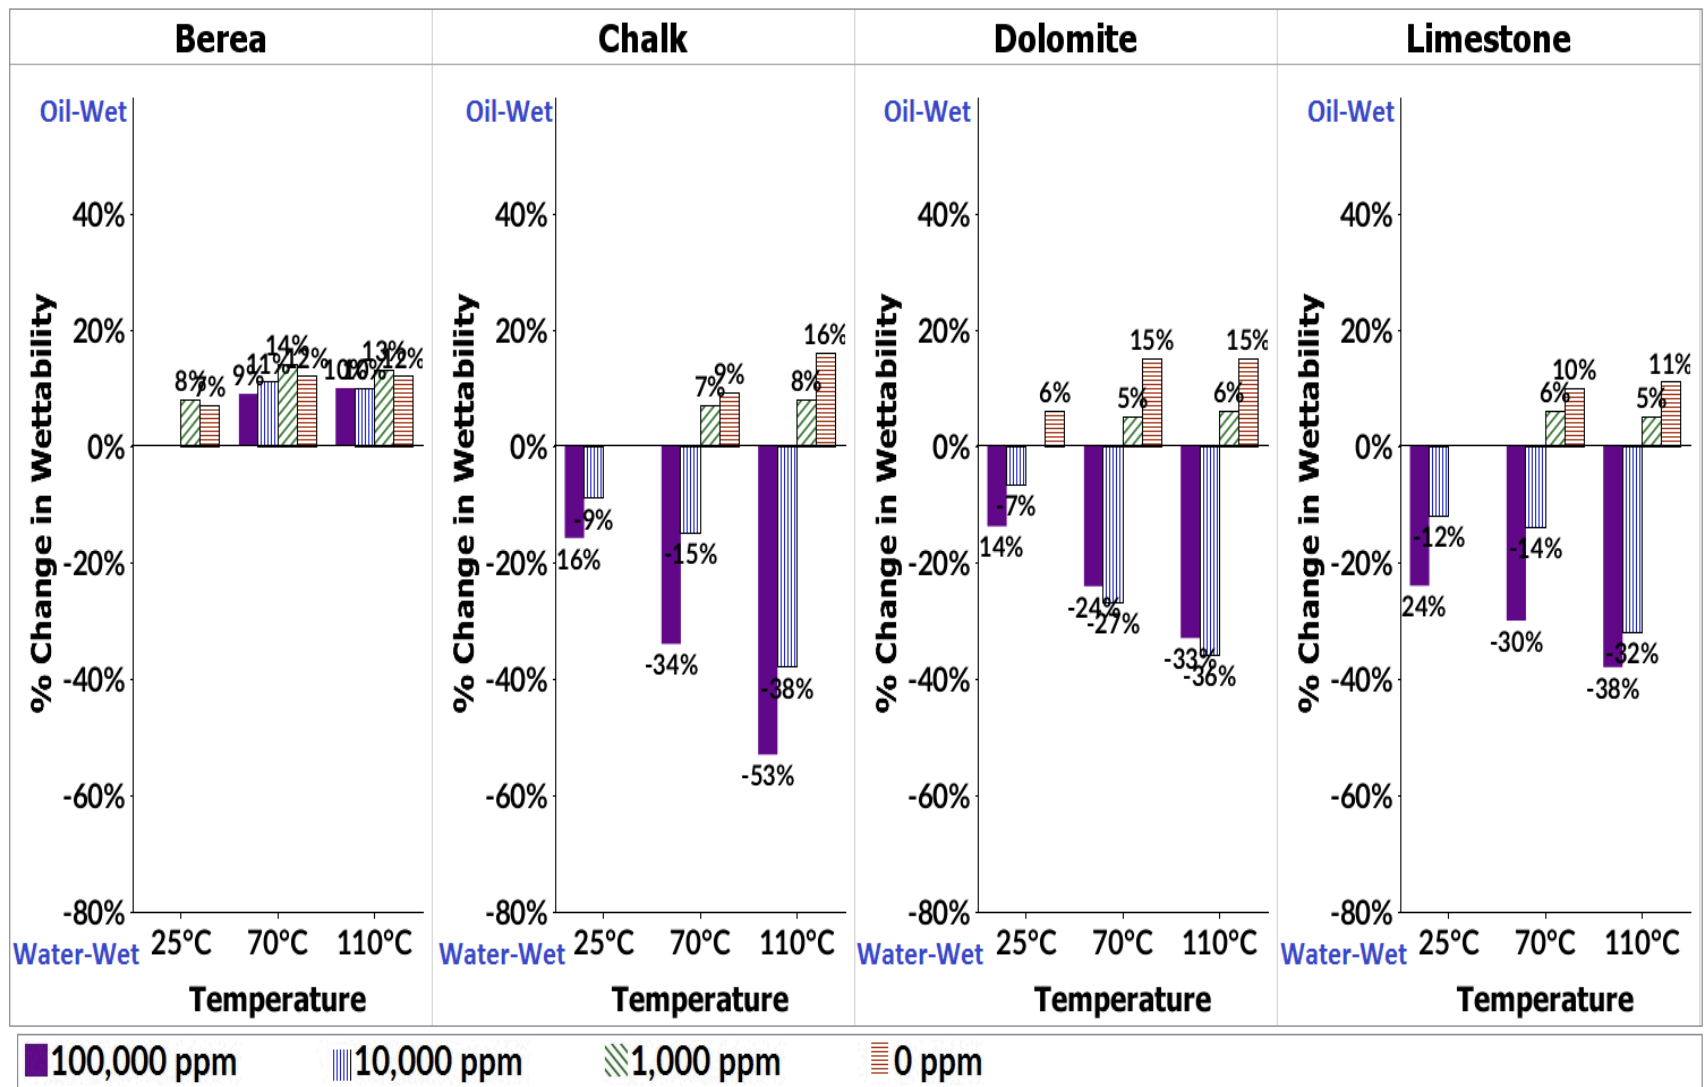 Berea Chalk Dolomite Limestone
Oil-Wet Oil-Wet Oil-Wet Oil-Wet
40% 40% 40% 40%
20% 20% 20% 20%
0% 0% 0% 0%
-20% -20% -20% -20%
-40% -40% -40% -40%
-60% -60% -60% -60%
-80% -80% -80% -80%
% Change in Wettability % Change in Wettability % Change in Wettability % Change in Wettability
8% 7% 9% 11% 14% 12% 10% 10% 13% 12%
16% -9% -34% -15% 7% 9% -53% -38% 8% 16%
14% -7% 6% -24% -27% 5% 15% -33% -36% 6% 15%
24% -12% -30% -14% 6% 10% -38% -32% 5% 11%
Water-Wet 25°C 70°C 110°C Water-Wet 25°C 70°C 110°C Water-Wet 25°C 70°C 110°C Water-Wet 25°C 70°C 110°C
Temperature Temperature Temperature Temperature
100,000 ppm 10,000 ppm 1,000 ppm 0 ppm